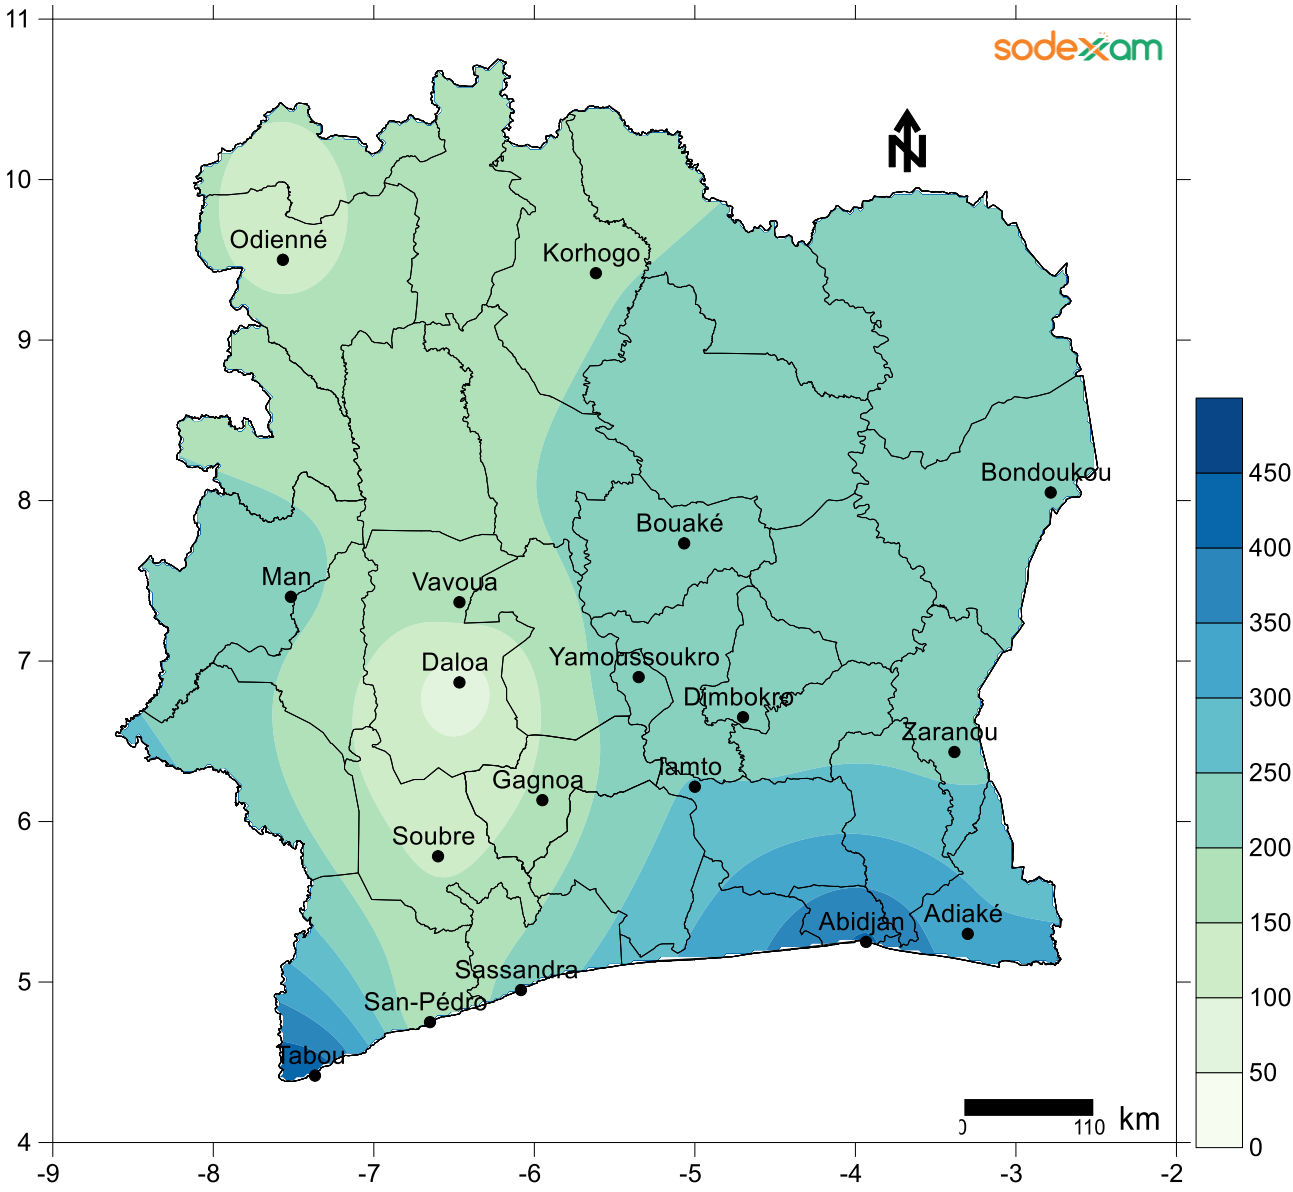 11
sodexam
10
Odienné
Korhogo
9
450
Bondoukou
8
Bouaké
400
Man
Vavoua
350
7
Daloa
Yamoussoukro
Dimbokro
300
Zaranou
Gagnoa
lamto
250
6
Soubre
200
Abidjan
Adiaké
150
5
Sassandra
San-Pédro
100
Tabou
50
0 110 km
4
0
-9 -8 -7 -6 -5 -4 -3 -2